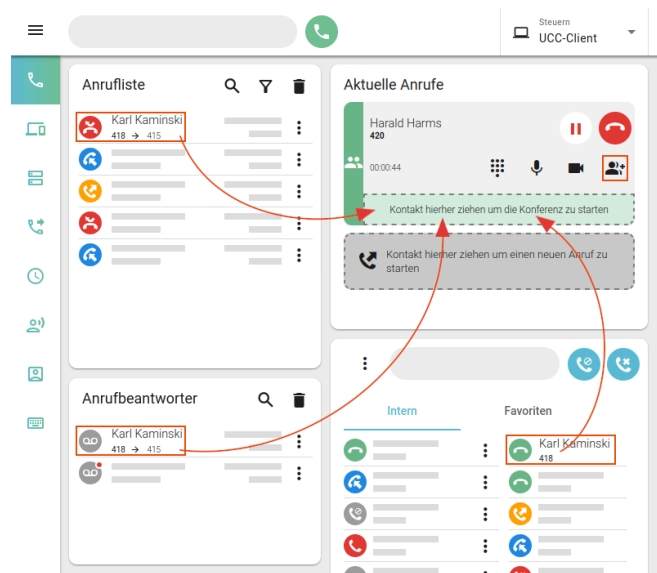 Steuern
UCC-Client
Anrufliste
Karl Kaminski
418 → 415
Aktuelle Anrufe
Harald Harms
420
00:00:44
Kontakt hierher ziehen um die Konferenz zu starten
Kontakt hierher ziehen um einen neuen Anruf zu
starten
Anrufbeantworter
Karl Kaminski
418 → 415
Intern
Favoriten
Karl Kaminski
418